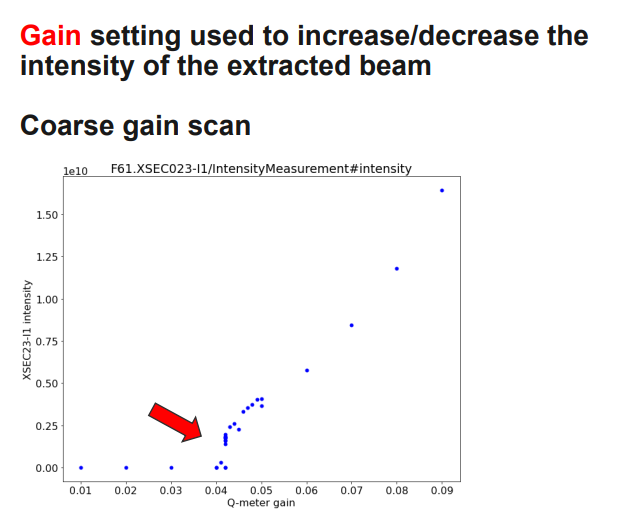 Gain setting used to increase/decrease the
intensity of the extracted beam
Coarse gain scan
1e10 F61.XSEC023-I1/IntensityMeasurement#intensity
XSEC23-I1 intensity
1.50
1.25
1.00
0.75
0.50
0.25
0.00
0.01 0.02 0.03 0.04 0.05 0.06 0.07 0.08 0.09
Q-meter gain